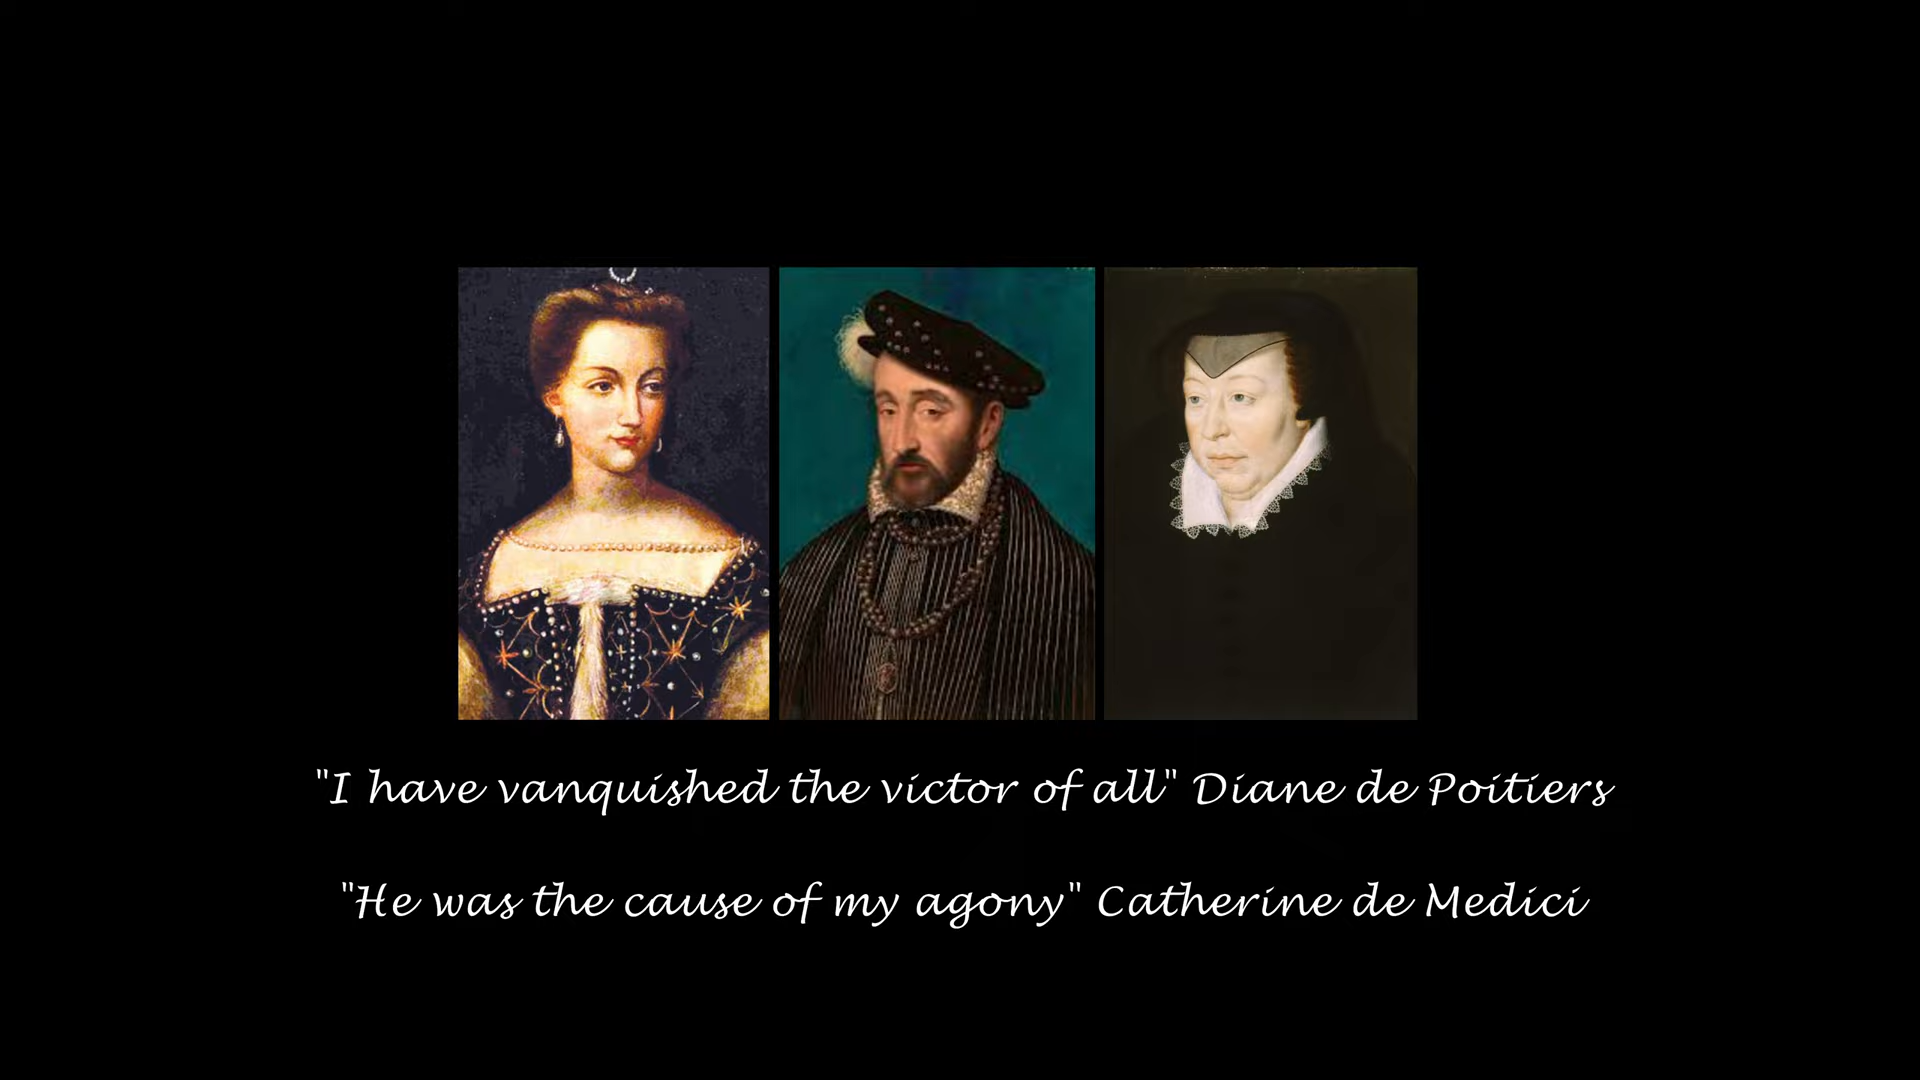 "I have vanquished the victor of all" Diane de Poitiers
"He was the cause of my agony" Catherine de Medici